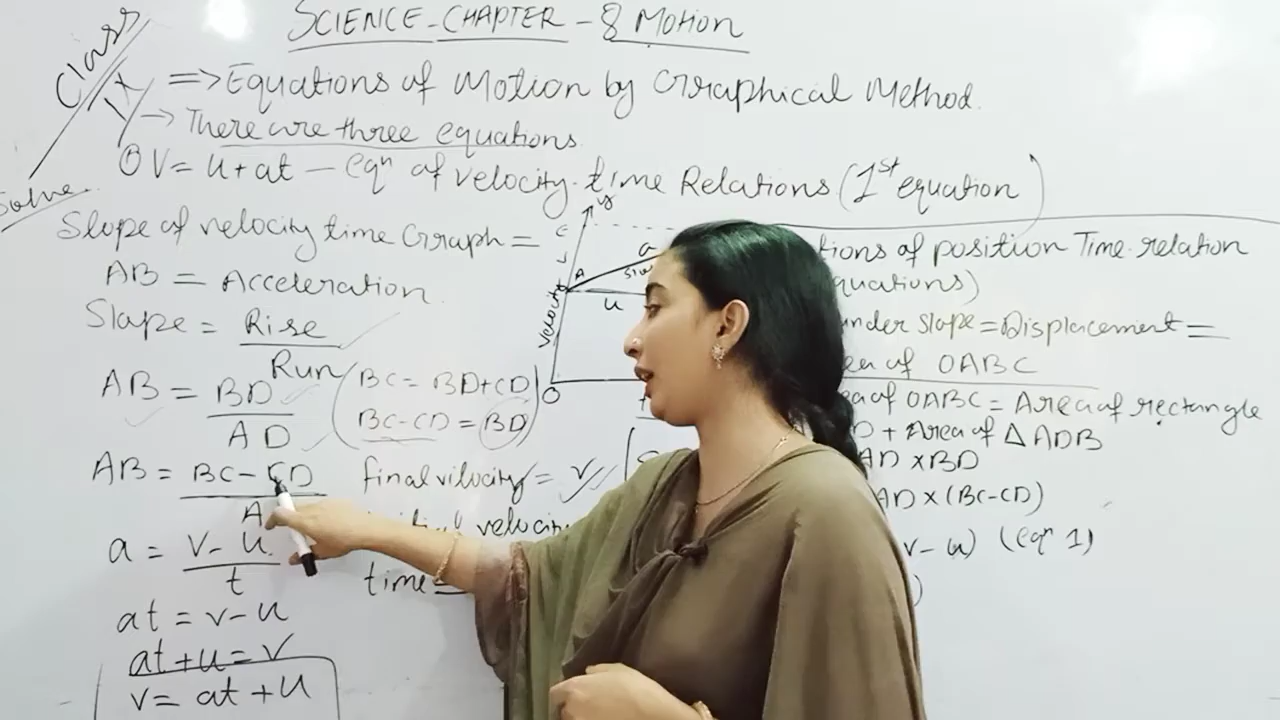 SCIENCE-CHAPTER-8 Motion
Class
IX
=> Equations of Motion by Graphical Method.
-> There are three equations.
① V= u+at - eqⁿ of velocity-time Relations (1st equation)
Solve
Slope of velocity time Graph =
AB = Acceleration.
Slape = Rise
Run
AB = BD
AD
(BC = BD+CD
BC-CD = BD)
AB = BC-CD
A
final vilocity = v
velocity
a = v-u
t
time =
at = v-u
at+u=v
v= at+u
y
A
u
velocity
O
tions of position Time-relation
quations)
under slope = Displacement =
ea of OABC
ea of OABC = Area of rectangle
D + Area of △ADB
AD x BD
AD x (BC-CD)
v-u) (eqⁿ 1)